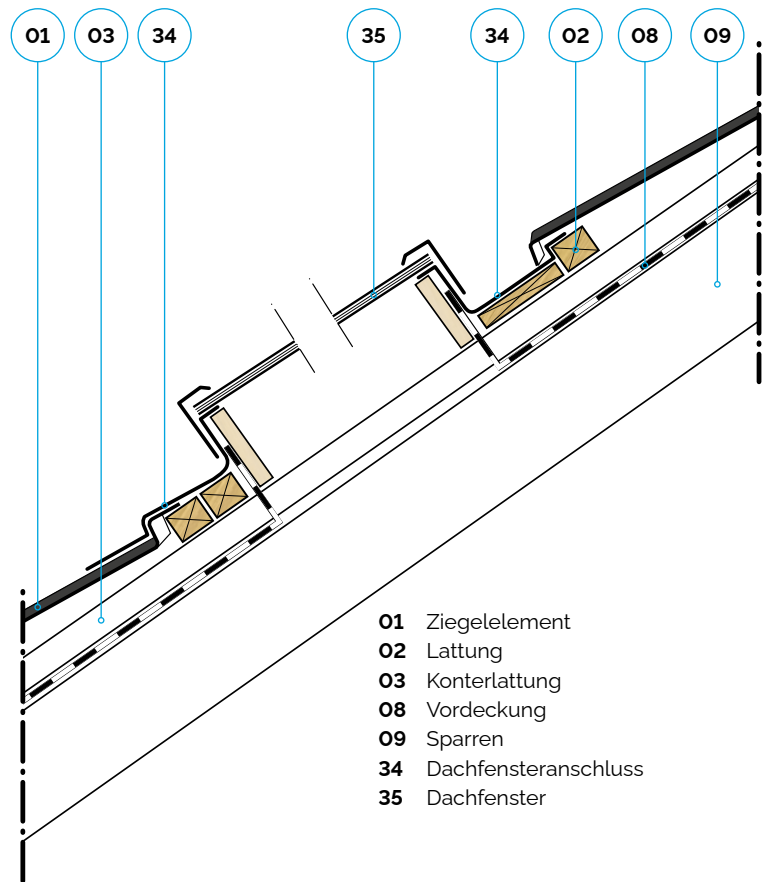 01 03 34 35 34 02 08 09
01 Ziegelelement
02 Lattung
03 Konterlattung
08 Vordeckung
09 Sparren
34 Dachfensteranschluss
35 Dachfenster